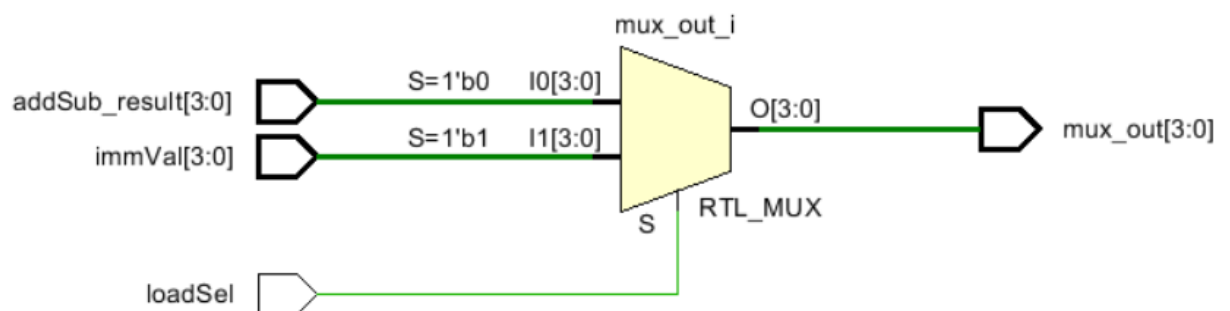 mux_out_i
addSub_result[3:0]
S=1'b0
I0[3:0]
immVal[3:0]
S=1'b1
I1[3:0]
O[3:0]
mux_out[3:0]
S
RTL_MUX
loadSel